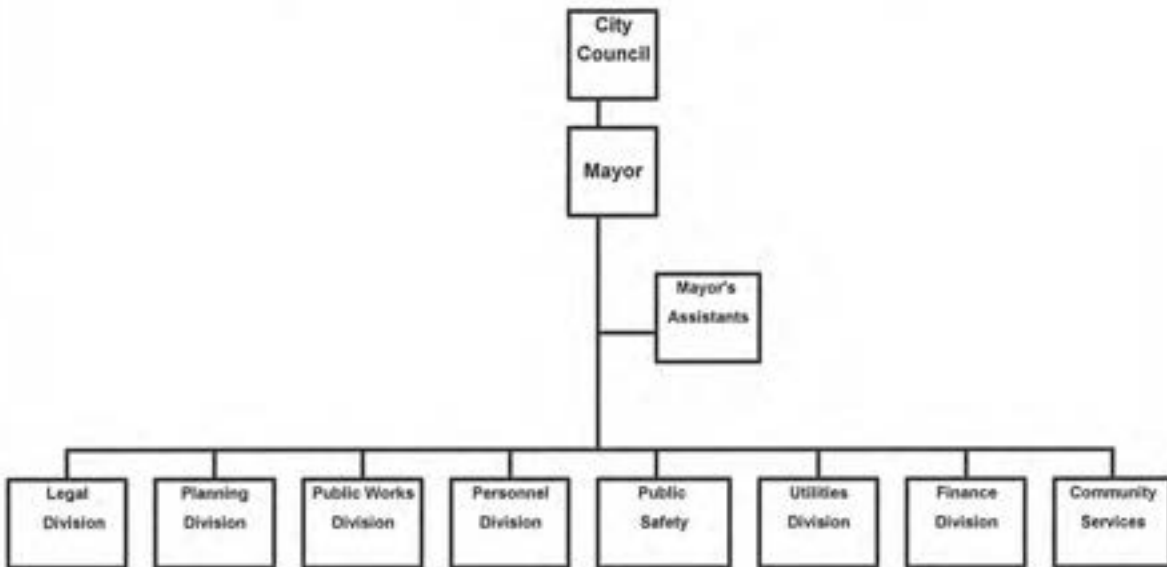 City
Council
Mayor
Mayor's
Assistants
Legal
Division
Planning
Division
Public Works
Division
Personnel
Division
Public
Safety
Utilities
Division
Finance
Division
Community
Services